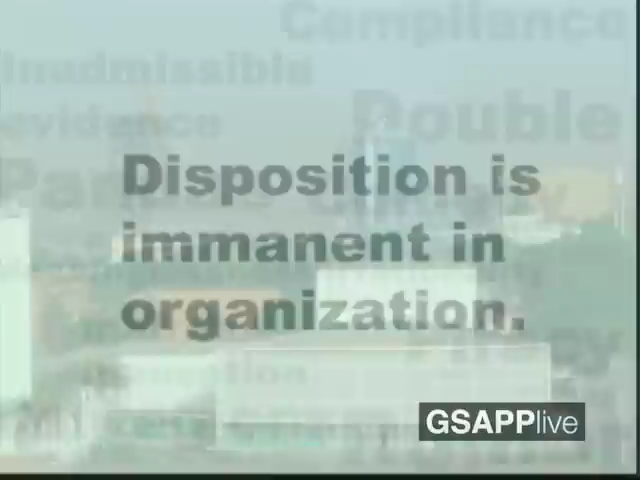 Compliance
Inadmissible
evidence
Double
Disposition is
immanent in
organization.
GSAPPlive